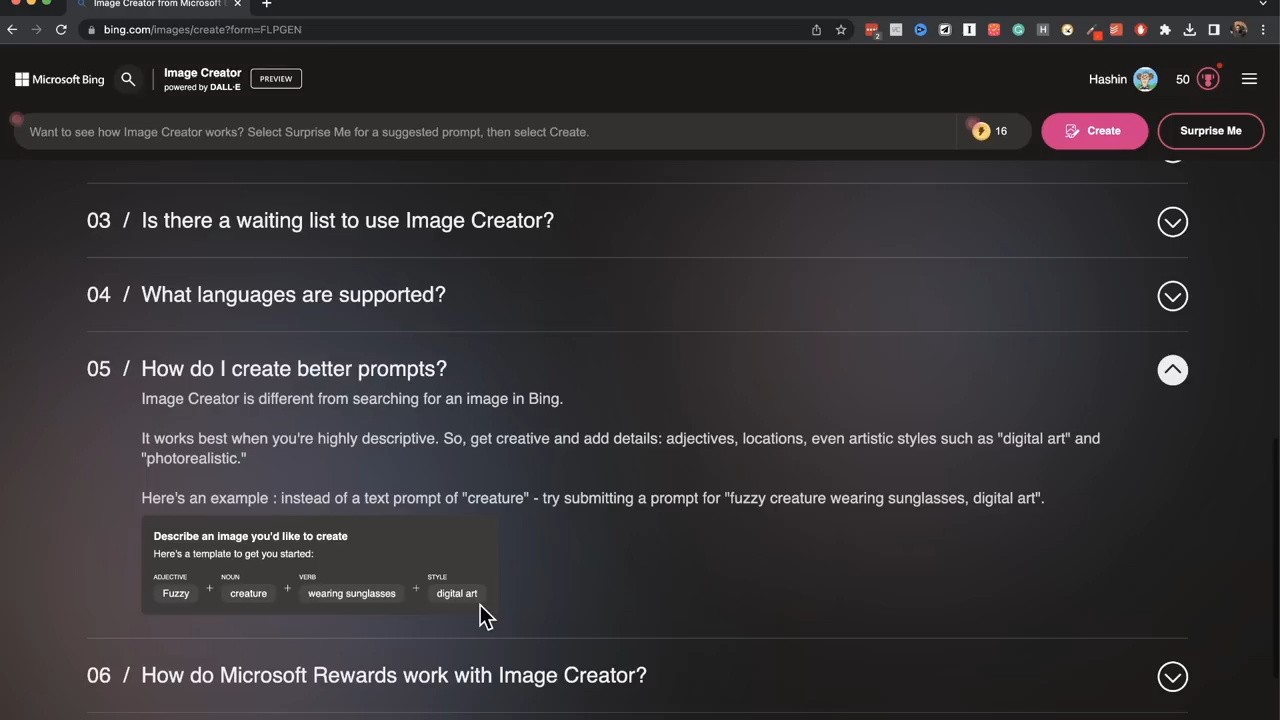 Image Creator from Microsoft
bing.com/images/create?form=FLPGEN
Microsoft Bing
Image Creator
powered by DALL·E
PREVIEW
Hashin
50
Want to see how Image Creator works? Select Surprise Me for a suggested prompt, then select Create.
16
Create
Surprise Me
03 / Is there a waiting list to use Image Creator?
04 / What languages are supported?
05 / How do I create better prompts?
Image Creator is different from searching for an image in Bing.
It works best when you're highly descriptive. So, get creative and add details: adjectives, locations, even artistic styles such as "digital art" and
"photorealistic."
Here's an example : instead of a text prompt of "creature" - try submitting a prompt for "fuzzy creature wearing sunglasses, digital art".
Describe an image you'd like to create
Here's a template to get you started:
ADJECTIVE NOUN VERB STYLE
Fuzzy + creature + wearing sunglasses + digital art
06 / How do Microsoft Rewards work with Image Creator?